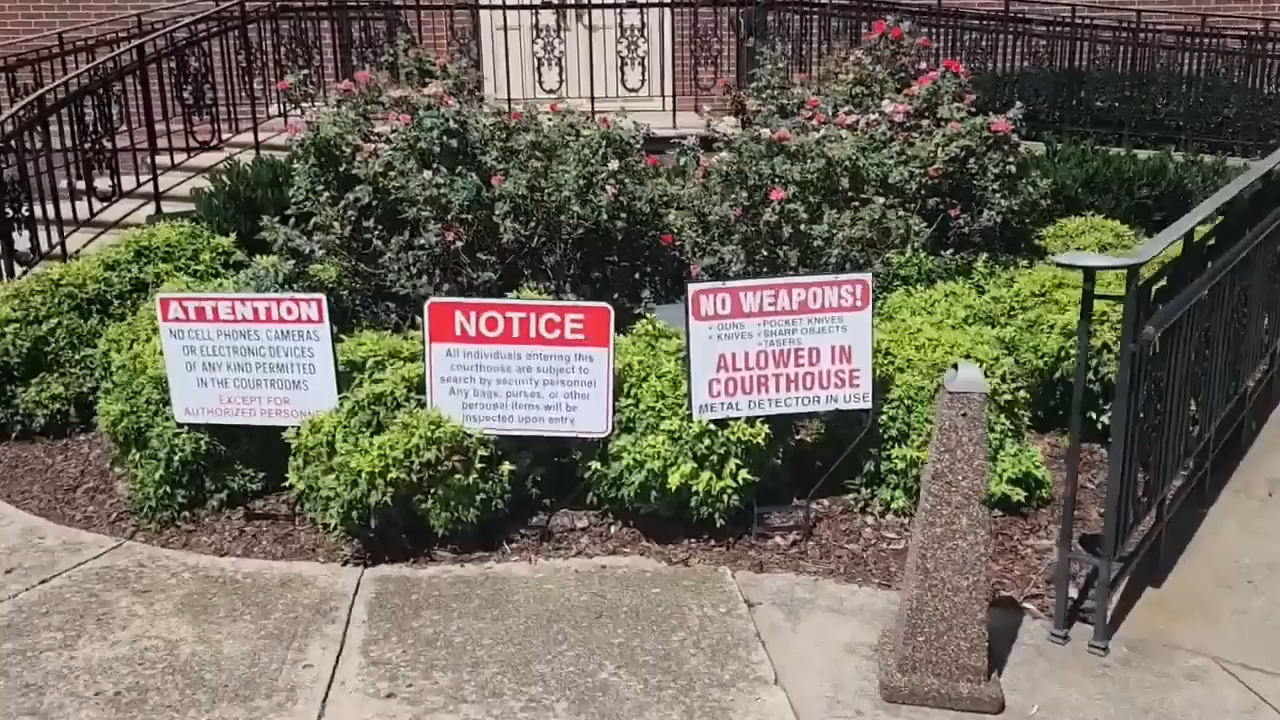 ATTENTION
NO CELL PHONES, CAMERAS
OR ELECTRONIC DEVICES
OF ANY KIND PERMITTED
IN THE COURTROOMS
EXCEPT FOR
AUTHORIZED PERSONNE
NOTICE
All individuals entering this
courthouse are subject to
search by security personnel
Any bags, purses, or other
personal items will be
inspected upon entry
NO WEAPONS!
• GUNS • POCKET KNIVES
• KNIVES • SHARP OBJECTS
• TASERS
ALLOWED IN
COURTHOUSE
METAL DETECTOR IN USE